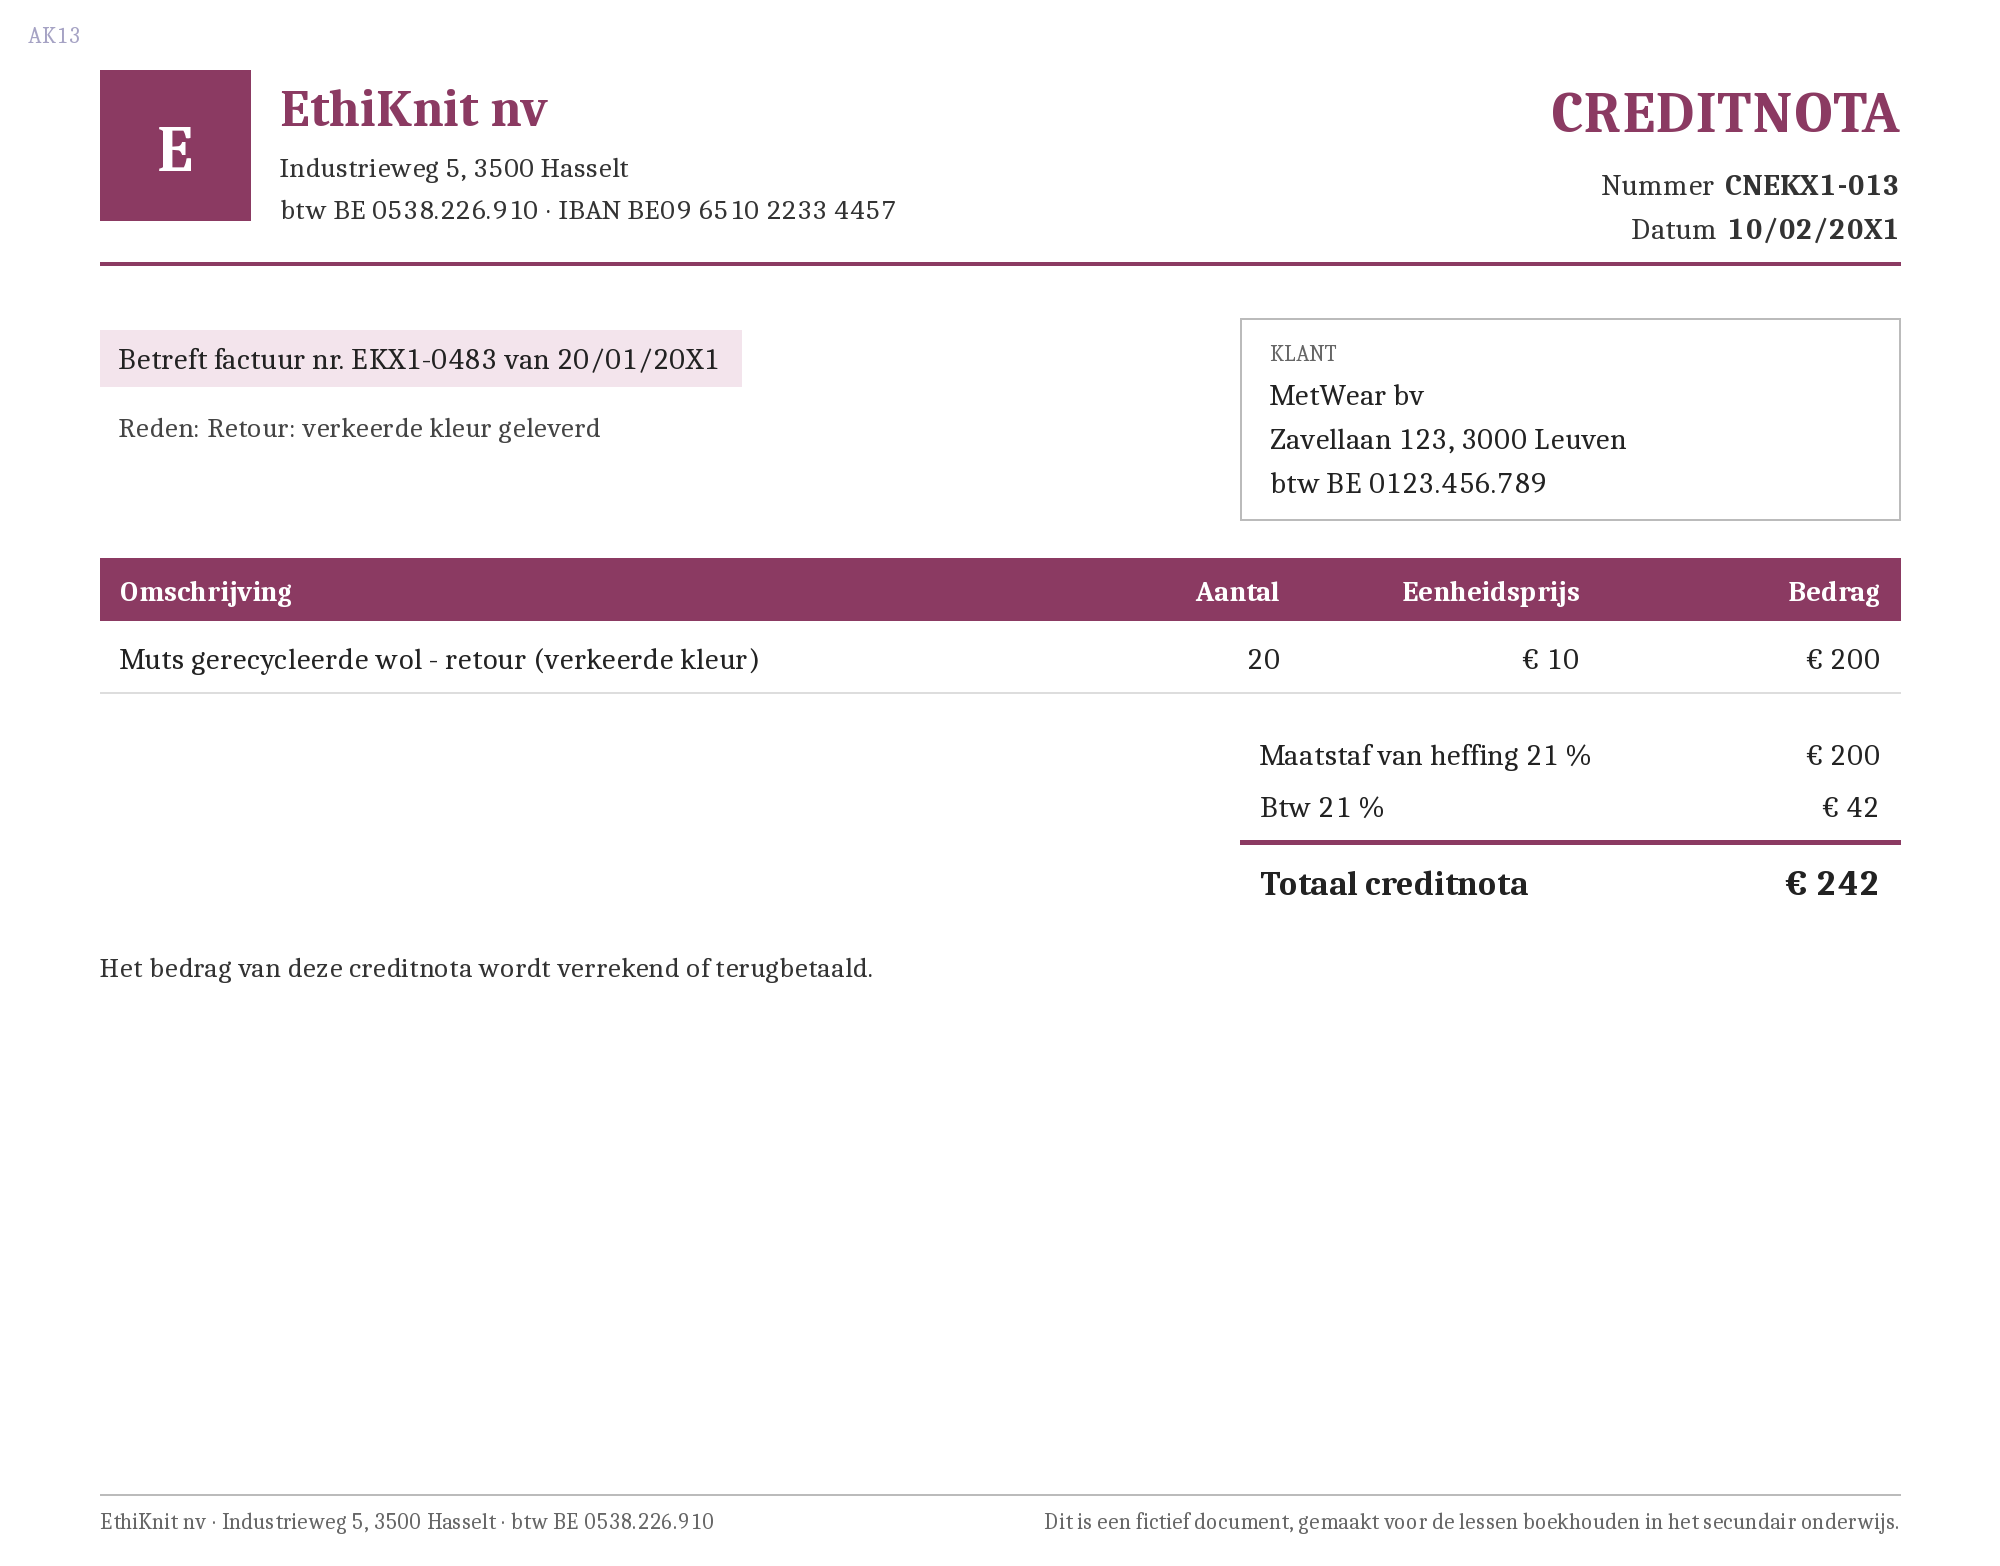 AK13
E
EthiKnit nv
Industrieweg 5, 3500 Hasselt
btw BE 0538.226.910 · IBAN BE09 6510 2233 4457
CREDITNOTA
Nummer CNEKX1-013
Datum 10/02/20X1
Betreft factuur nr. EKX1-0483 van 20/01/20X1
Reden: Retour: verkeerde kleur geleverd
KLANT
MetWear bv
Zavellaan 123, 3000 Leuven
btw BE 0123.456.789
Omschrijving Aantal Eenheidsprijs Bedrag
Muts gerecycleerde wol - retour (verkeerde kleur) 20 € 10 € 200
Maatstaf van heffing 21 % € 200
Btw 21 % € 42
Totaal creditnota € 242
Het bedrag van deze creditnota wordt verrekend of terugbetaald.
EthiKnit nv · Industrieweg 5, 3500 Hasselt · btw BE 0538.226.910
Dit is een fictief document, gemaakt voor de lessen boekhouden in het secundair onderwijs.